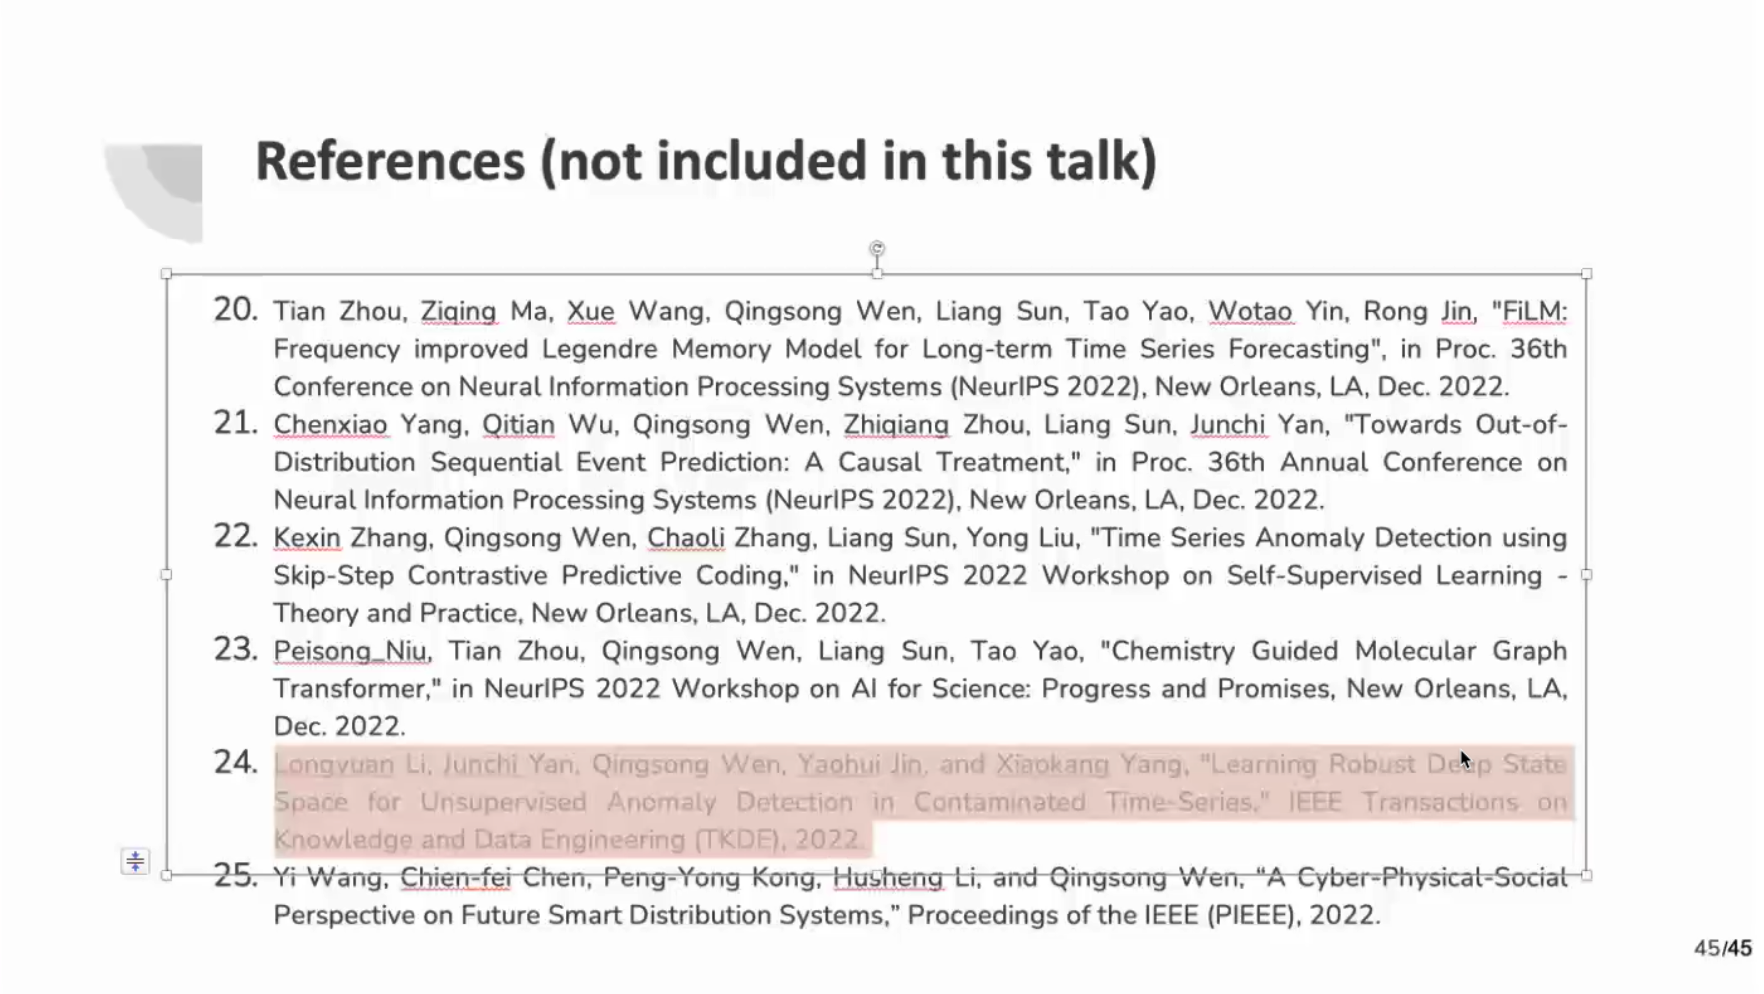 References (not included in this talk)
20. Tian Zhou, Ziqing Ma, Xue Wang, Qingsong Wen, Liang Sun, Tao Yao, Wotao Yin, Rong Jin, "FiLM:
Frequency improved Legendre Memory Model for Long-term Time Series Forecasting", in Proc. 36th
Conference on Neural Information Processing Systems (NeurIPS 2022), New Orleans, LA, Dec. 2022.
21. Chenxiao Yang, Qitian Wu, Qingsong Wen, Zhiqiang Zhou, Liang Sun, Junchi Yan, "Towards Out-of-
Distribution Sequential Event Prediction: A Causal Treatment," in Proc. 36th Annual Conference on
Neural Information Processing Systems (NeurIPS 2022), New Orleans, LA, Dec. 2022.
22. Kexin Zhang, Qingsong Wen, Chaoli Zhang, Liang Sun, Yong Liu, "Time Series Anomaly Detection using
Skip-Step Contrastive Predictive Coding," in NeurIPS 2022 Workshop on Self-Supervised Learning -
Theory and Practice, New Orleans, LA, Dec. 2022.
23. Peisong_Niu, Tian Zhou, Qingsong Wen, Liang Sun, Tao Yao, "Chemistry Guided Molecular Graph
Transformer," in NeurIPS 2022 Workshop on AI for Science: Progress and Promises, New Orleans, LA,
Dec. 2022.
24. Longyuan Li, Junchi Yan, Qingsong Wen, Yaohui Jin, and Xiaokang Yang, "Learning Robust Deep State
Space for Unsupervised Anomaly Detection in Contaminated Time-Series," IEEE Transactions on
Knowledge and Data Engineering (TKDE), 2022.
25. Yi Wang, Chien-fei Chen, Peng-Yong Kong, Husheng Li, and Qingsong Wen, “A Cyber-Physical-Social
Perspective on Future Smart Distribution Systems,” Proceedings of the IEEE (PIEEE), 2022.
45/45